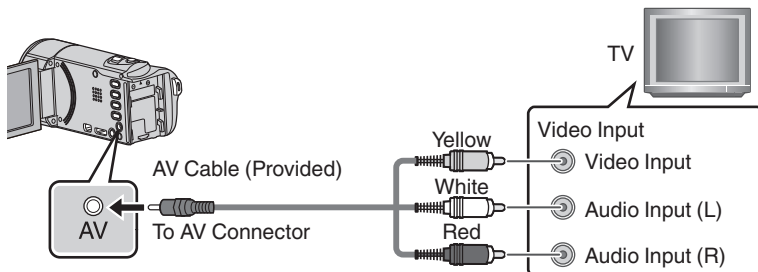 TV
Video Input
Yellow
Video Input
AV Cable (Provided)
White
Audio Input (L)
AV
To AV Connector
Red
Audio Input (R)